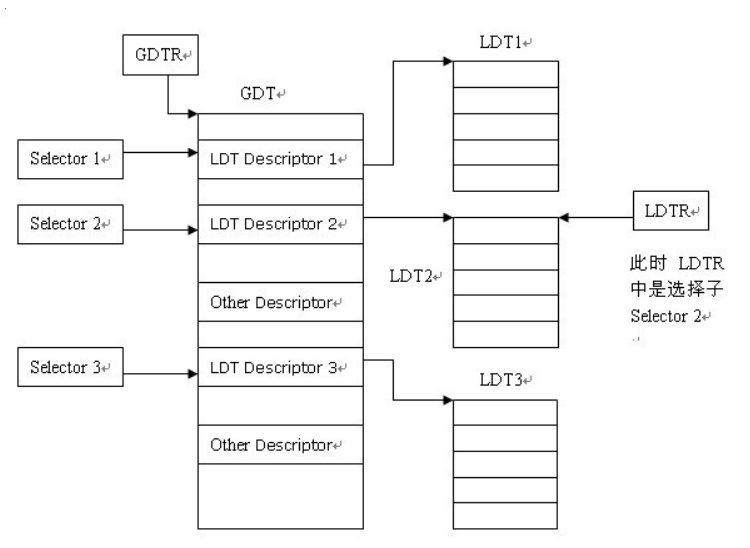 LDT1↵
GDTR↵
GDT↵
Selector 1↵
LDT Descriptor 1↵
Selector 2↵
LDT Descriptor 2↵
LDTR↵
LDT2↵
此时 LDTR
中是选择子
Selector 2↵
Other Descriptor↵
Selector 3↵
LDT Descriptor 3↵
LDT3↵
Other Descriptor↵